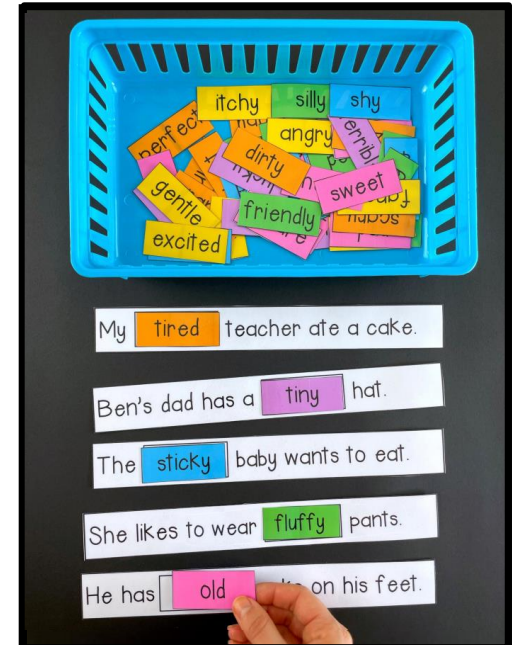 itchy silly shy
perfect angry
dirty
sweet
gentle
friendly
excited
My tired teacher ate a cake.
Ben's dad has a tiny hat.
The sticky baby wants to eat.
She likes to wear fluffy pants.
He has old on his feet.